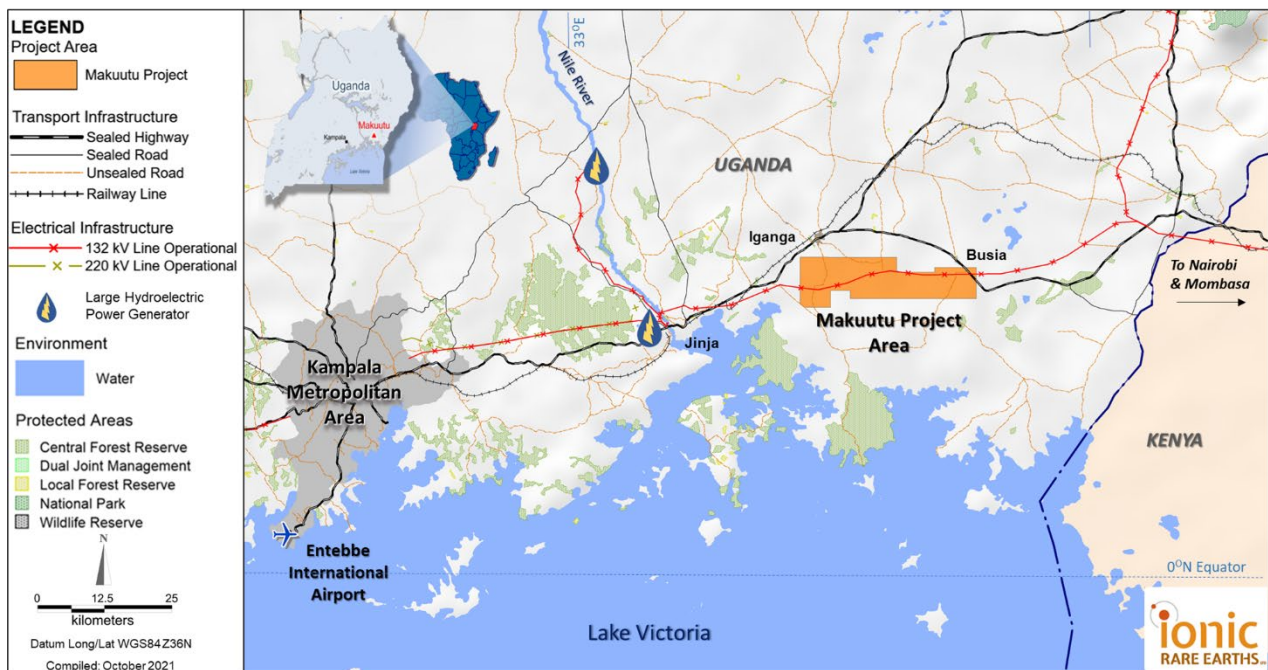 LEGEND
Project Area
Makuutu Project
Transport Infrastructure
Sealed Highway
Sealed Road
Unsealed Road
Railway Line
Electrical Infrastructure
132 kV Line Operational
220 kV Line Operational
Large Hydroelectric
Power Generator
Environment
Water
Protected Areas
Central Forest Reserve
Dual Joint Management
Local Forest Reserve
National Park
Wildlife Reserve
N
0 12.5 25
kilometers
Datum Long/Lat WGS84 Z36N
Compiled: October 2021
Uganda
Makuutu
Kampala
Lake Victoria
33°E
Nile River
UGANDA
Iganga
Busia
To Nairobi
& Mombasa
Makuutu Project
Area
Jinja
Kampala
Metropolitan
Area
KENYA
Entebbe
International
Airport
0°N Equator
Lake Victoria
ionic
RARE EARTHS